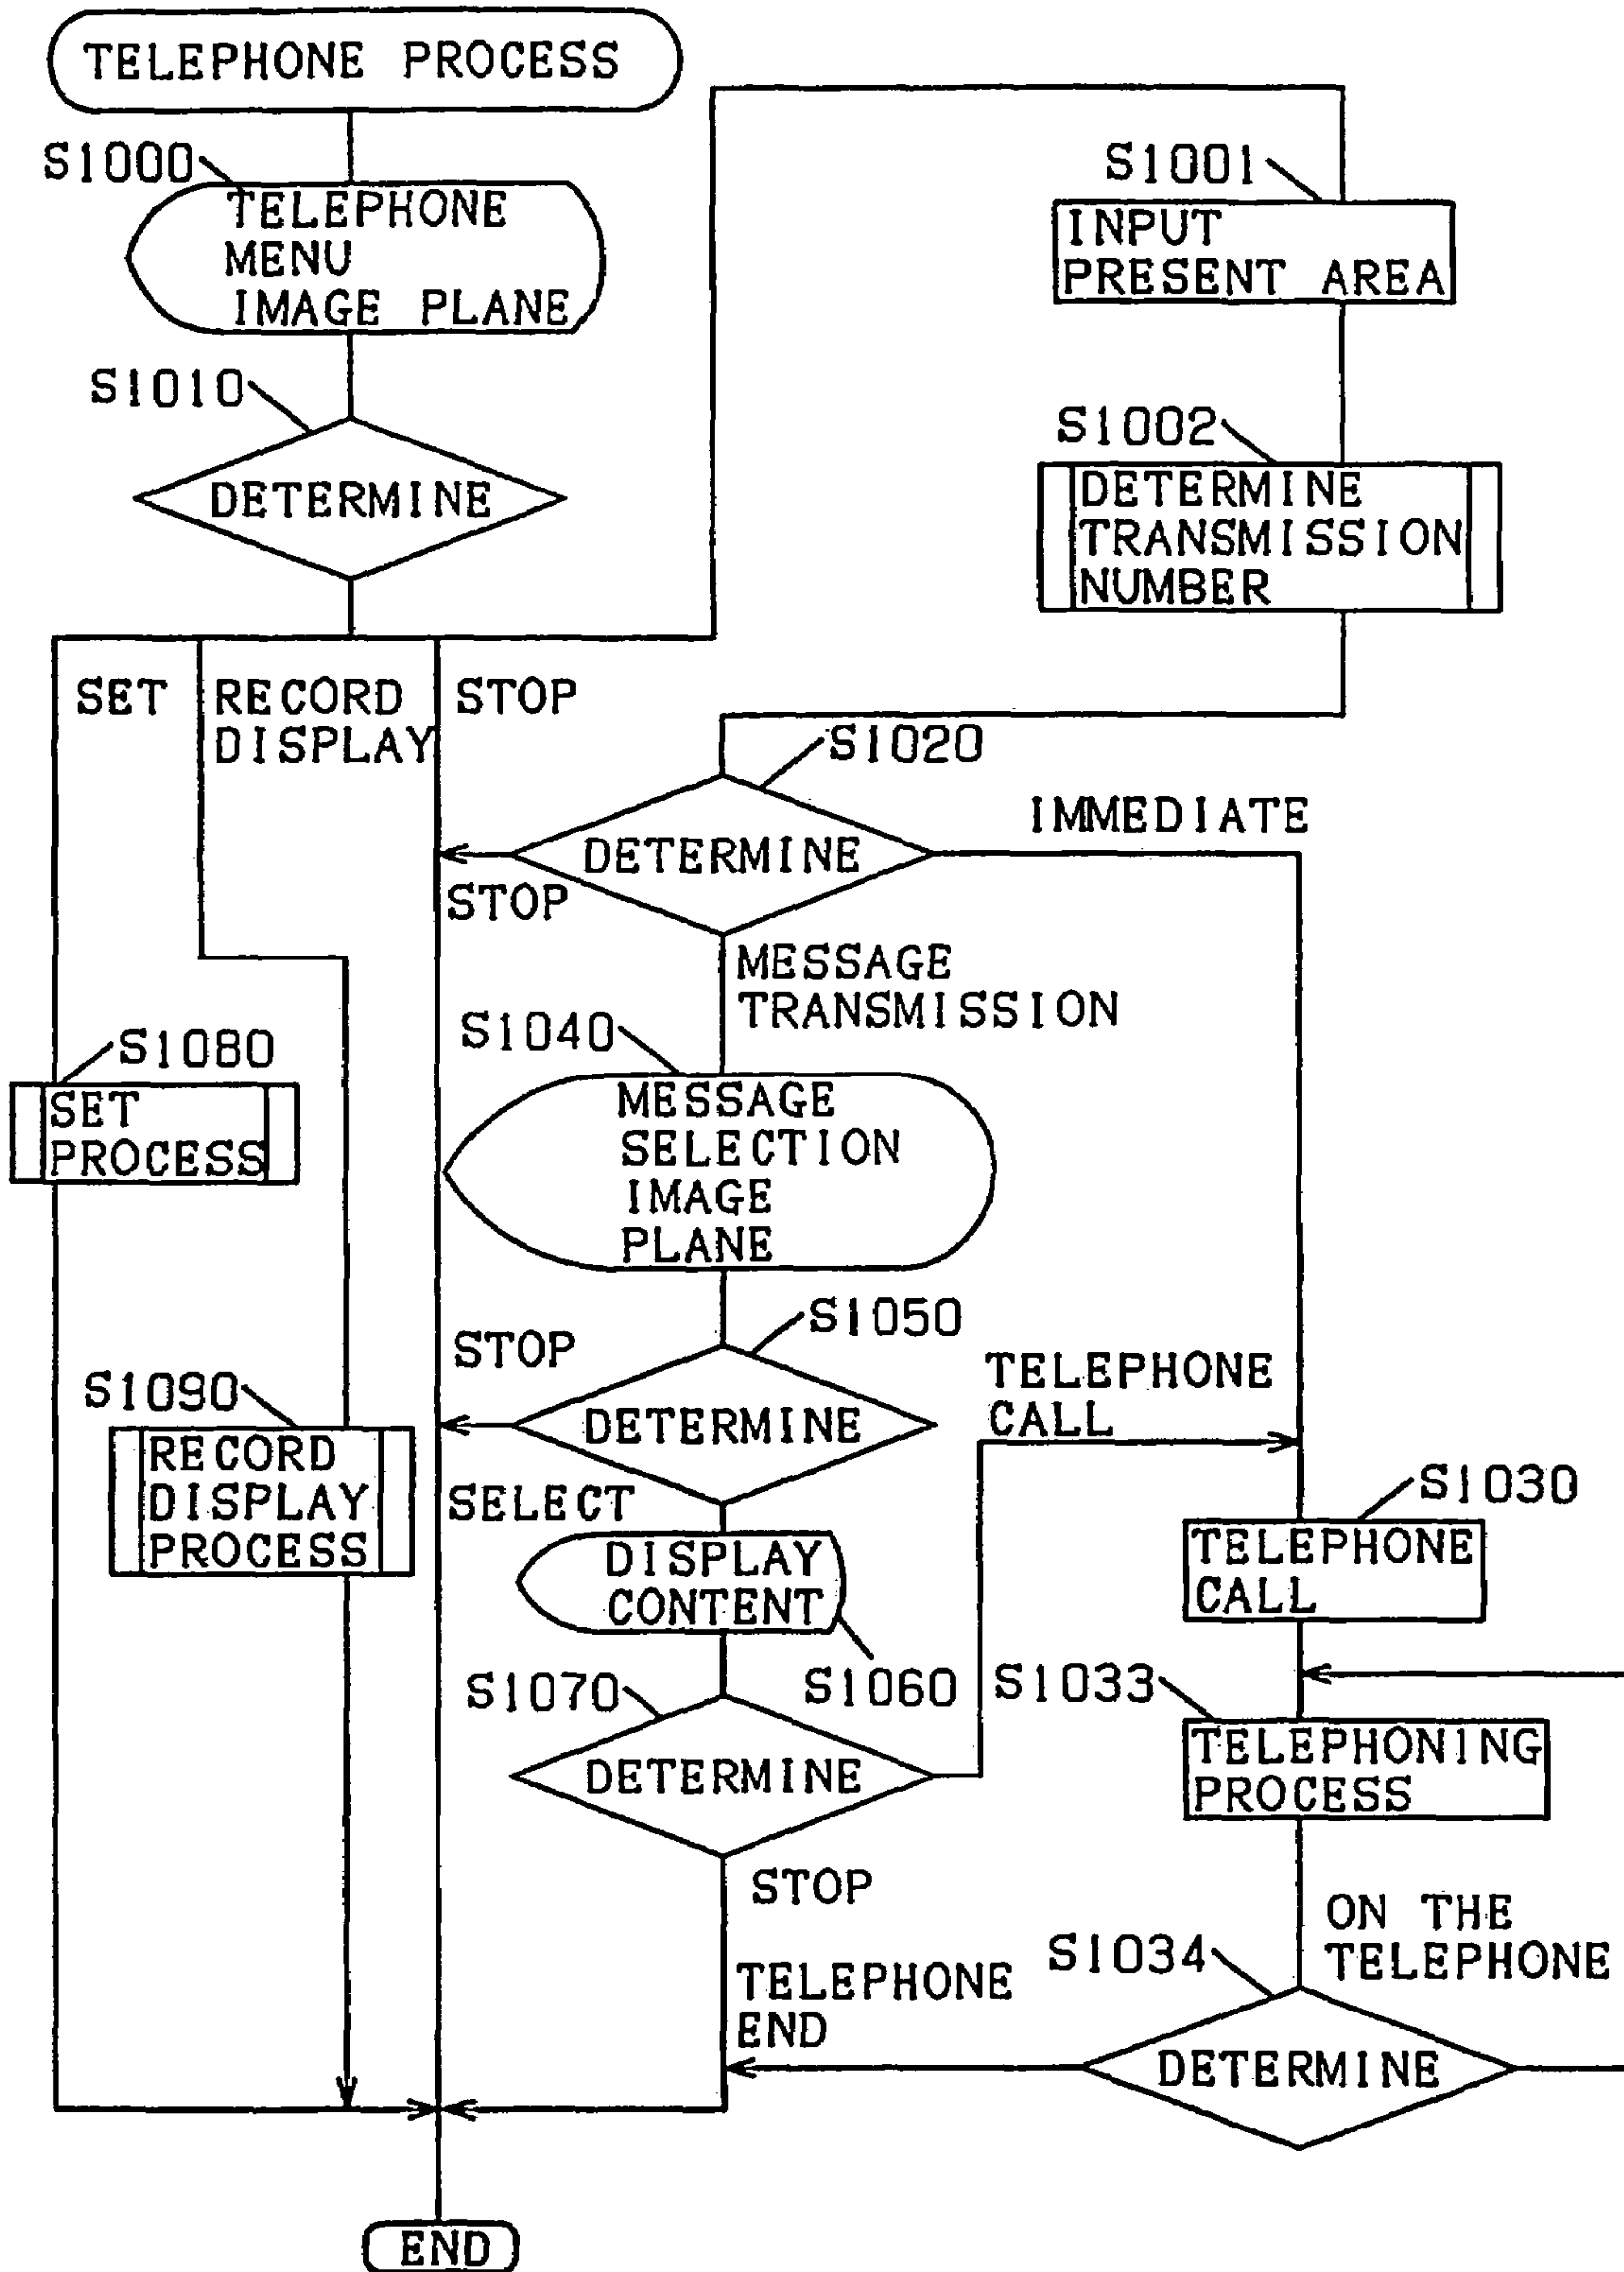 TELEPHONE PROCESS
S1000
TELEPHONE
MENU
IMAGE PLANE
S1010
DETERMINE
SET
RECORD
DISPLAY
STOP
S1001
INPUT
PRESENT AREA
S1002
DETERMINE
TRANSMISSION
NUMBER
S1020
DETERMINE
IMMEDIATE
STOP
MESSAGE
TRANSMISSION
S1040
MESSAGE
SELECTION
IMAGE
PLANE
S1080
SET
PROCESS
S1050
STOP
DETERMINE
SELECT
S1090
RECORD
DISPLAY
PROCESS
DISPLAY
CONTENT
S1060
S1070
DETERMINE
TELEPHONE
CALL
STOP
S1030
TELEPHONE
CALL
S1033
TELEPHONING
PROCESS
ON THE
TELEPHONE
S1034
DETERMINE
TELEPHONE
END
END